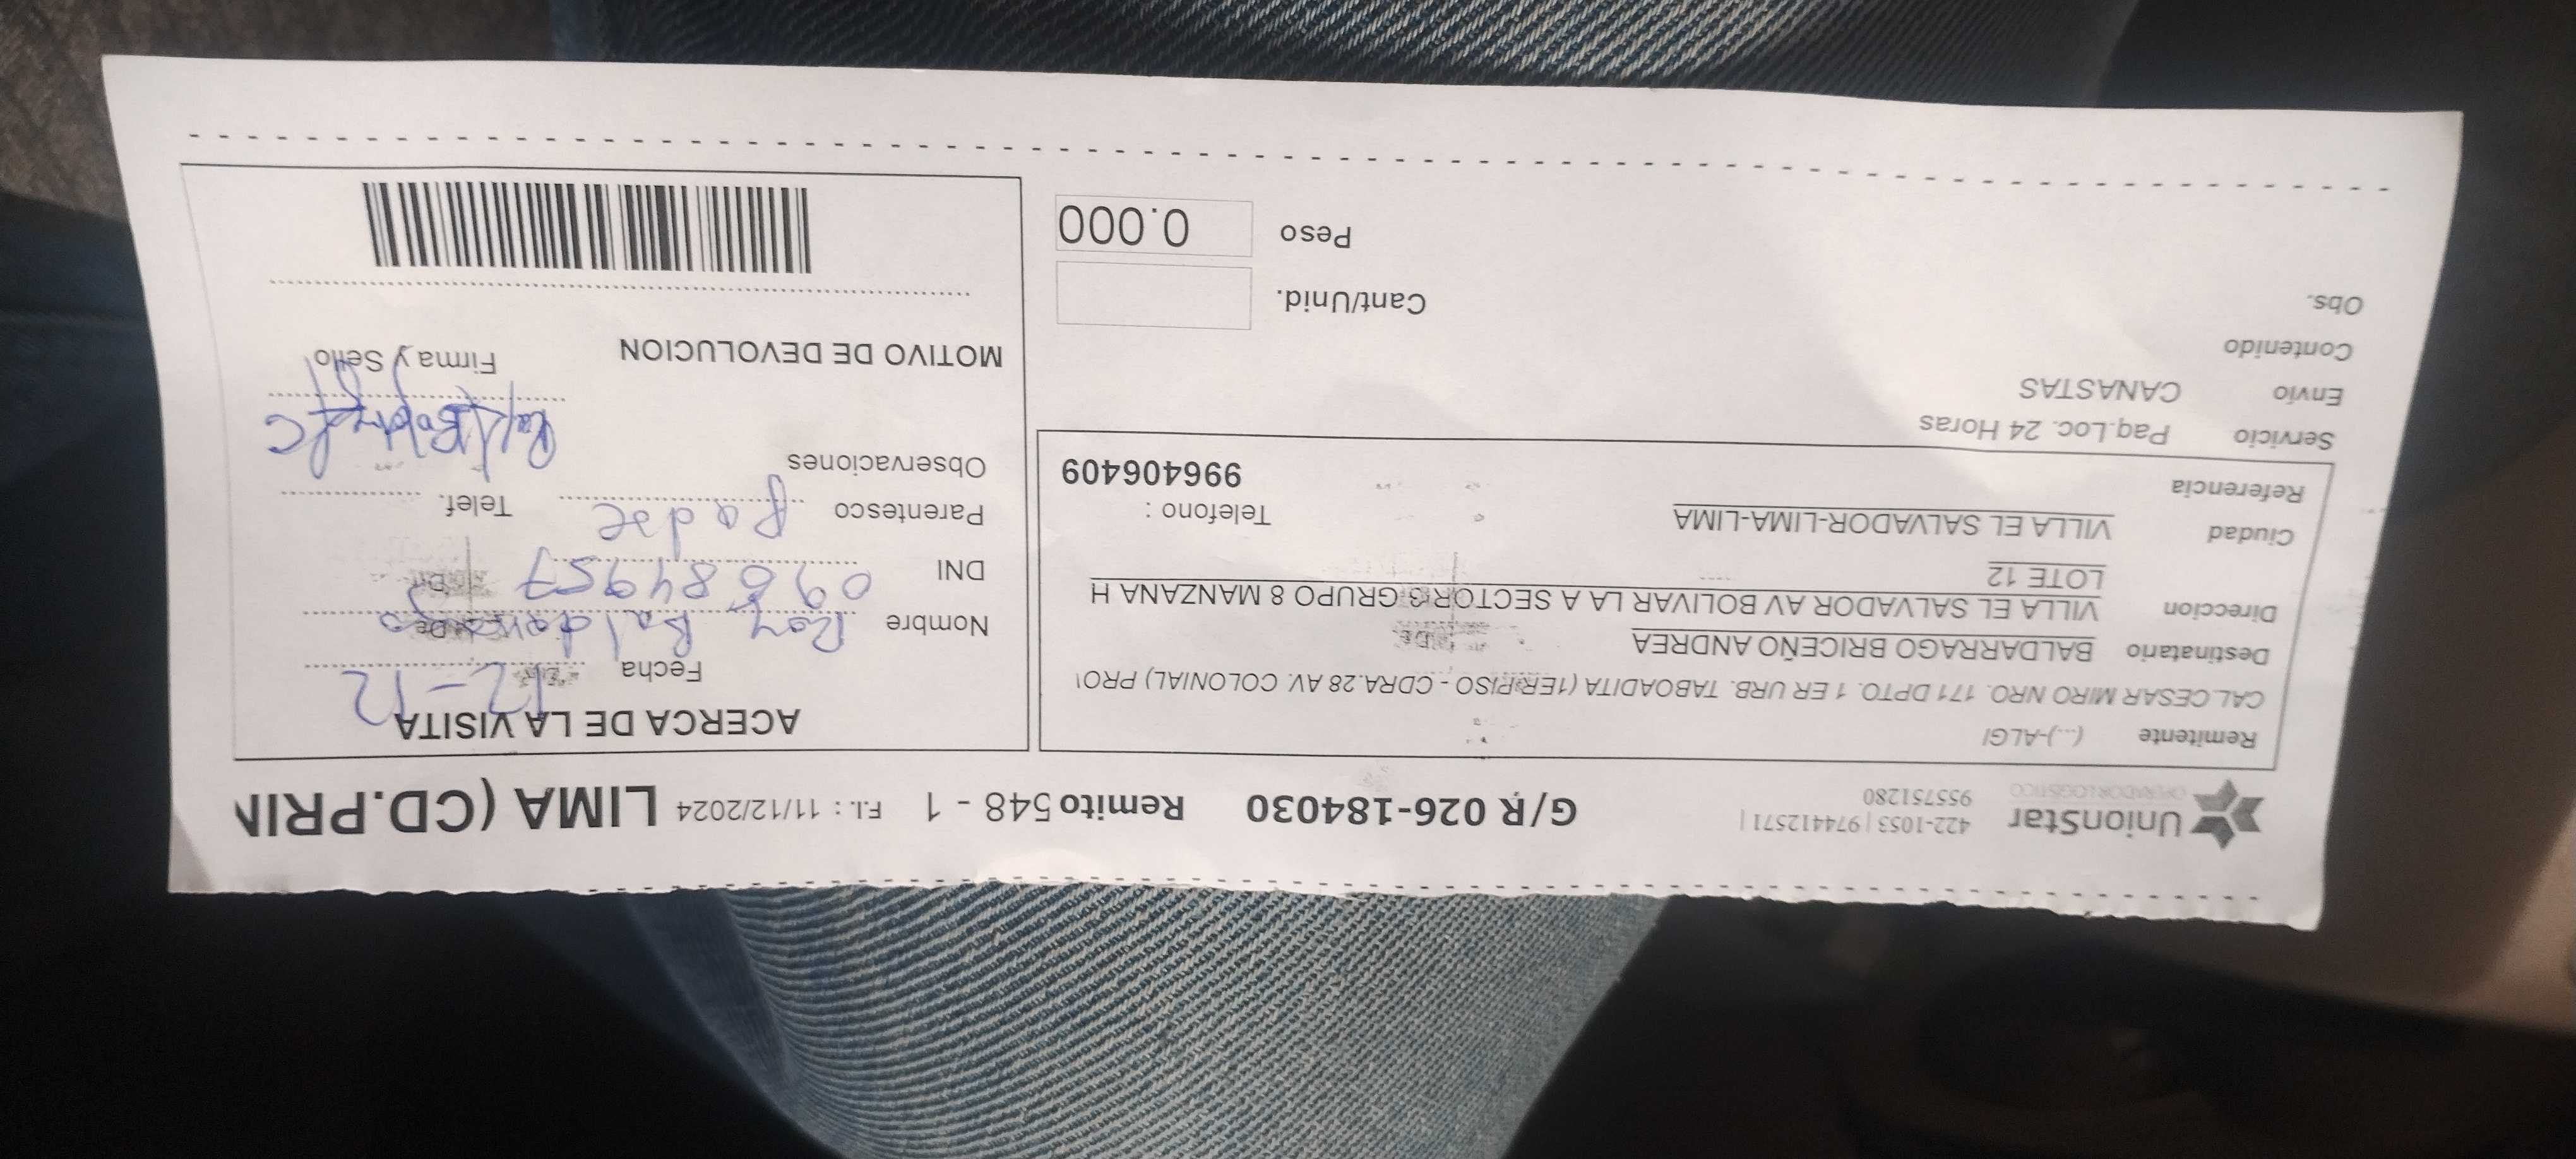 UnionStar
OPERADOR LOGISTICO
422-1053 | 974412571 |
955751280
G/R 026-184030 Remito 548 - 1 F.I. : 11/12/2024 LIMA (CD.PRIN
Remitente (...)-ALGI
CAL.CESAR MIRO NRO. 171 DPTO. 1 ER URB. TABOADITA (1ER PISO - CDRA.28 AV. COLONIAL) PRO
Destinatario BALDARRAGO BRICEÑO ANDREA
Direccion VILLA EL SALVADOR AV BOLIVAR LA A SECTOR 3 GRUPO 8 MANZANA H
LOTE 12
Ciudad VILLA EL SALVADOR-LIMA-LIMA
Telefono :
996406409
Referencia
Servicio Paq.Loc. 24 Horas
Envio CANASTAS
Contenido
Obs.
Cant/Unid.
Peso 0.000
ACERCA DE LA VISITA
Fecha 12-12
Nombre Ray Baldarrago
DNI 09684957
Parentesco Padre Telef.
Observaciones
MOTIVO DE DEVOLUCION Firma y Sello